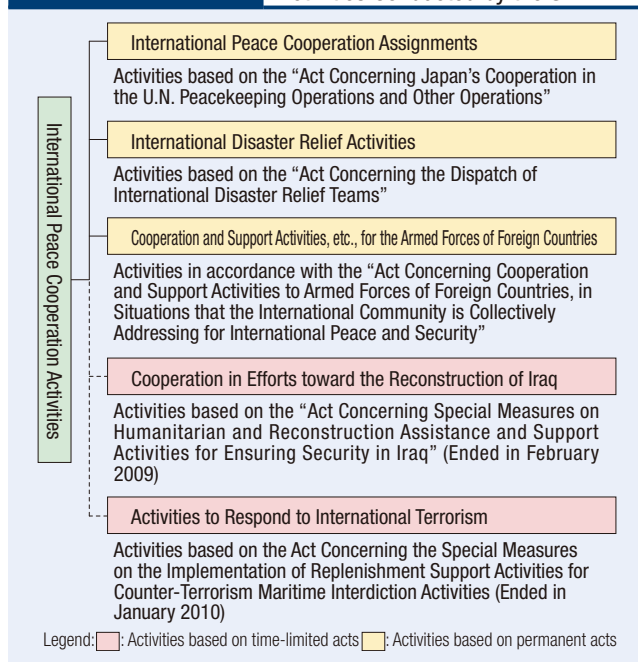 International Peace Cooperation Activities
International Peace Cooperation Assignments
Activities based on the “Act Concerning Japan’s Cooperation in
the U.N. Peacekeeping Operations and Other Operations”
International Disaster Relief Activities
Activities based on the “Act Concerning the Dispatch of
International Disaster Relief Teams”
Cooperation and Support Activities, etc., for the Armed Forces of Foreign Countries
Activities in accordance with the “Act Concerning Cooperation
and Support Activities to Armed Forces of Foreign Countries, in
Situations that the International Community is Collectively
Addressing for International Peace and Security”
Cooperation in Efforts toward the Reconstruction of Iraq
Activities based on the “Act Concerning Special Measures on
Humanitarian and Reconstruction Assistance and Support
Activities for Ensuring Security in Iraq” (Ended in February
2009)
Activities to Respond to International Terrorism
Activities based on the Act Concerning the Special Measures
on the Implementation of Replenishment Support Activities for
Counter-Terrorism Maritime Interdiction Activities (Ended in
January 2010)
Legend: : Activities based on time-limited acts : Activities based on permanent acts